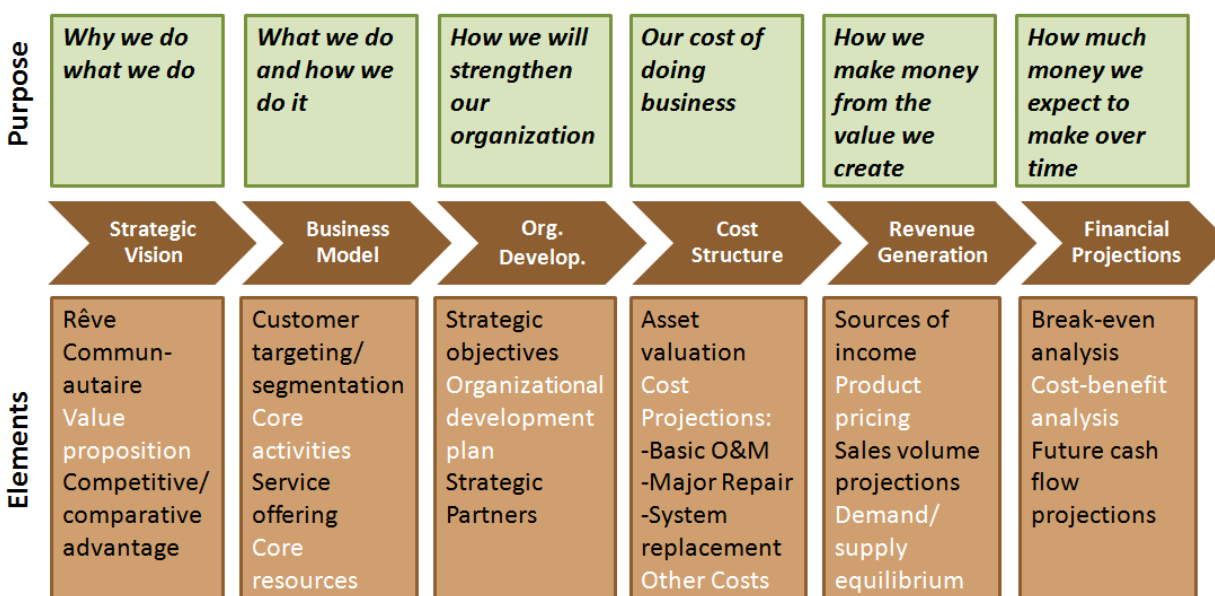 Purpose
Why we do
what we do
What we do
and how we
do it
How we will
strengthen
our
organization
Our cost of
doing
business
How we
make money
from the
value we
create
How much
money we
expect to
make over
time
Strategic
Vision
Business
Model
Org.
Develop.
Cost
Structure
Revenue
Generation
Financial
Projections
Elements
Rêve
Commun-
autaire
Value
proposition
Competitive/
comparative
advantage
Customer
targeting/
segmentation
Core
activities
Service
offering
Core
resources
Strategic
objectives
Organizational
development
plan
Strategic
Partners
Asset
valuation
Cost
Projections:
-Basic O&M
-Major Repair
-System
replacement
Other Costs
Sources of
income
Product
pricing
Sales volume
projections
Demand/
supply
equilibrium
Break-even
analysis
Cost-benefit
analysis
Future cash
flow
projections